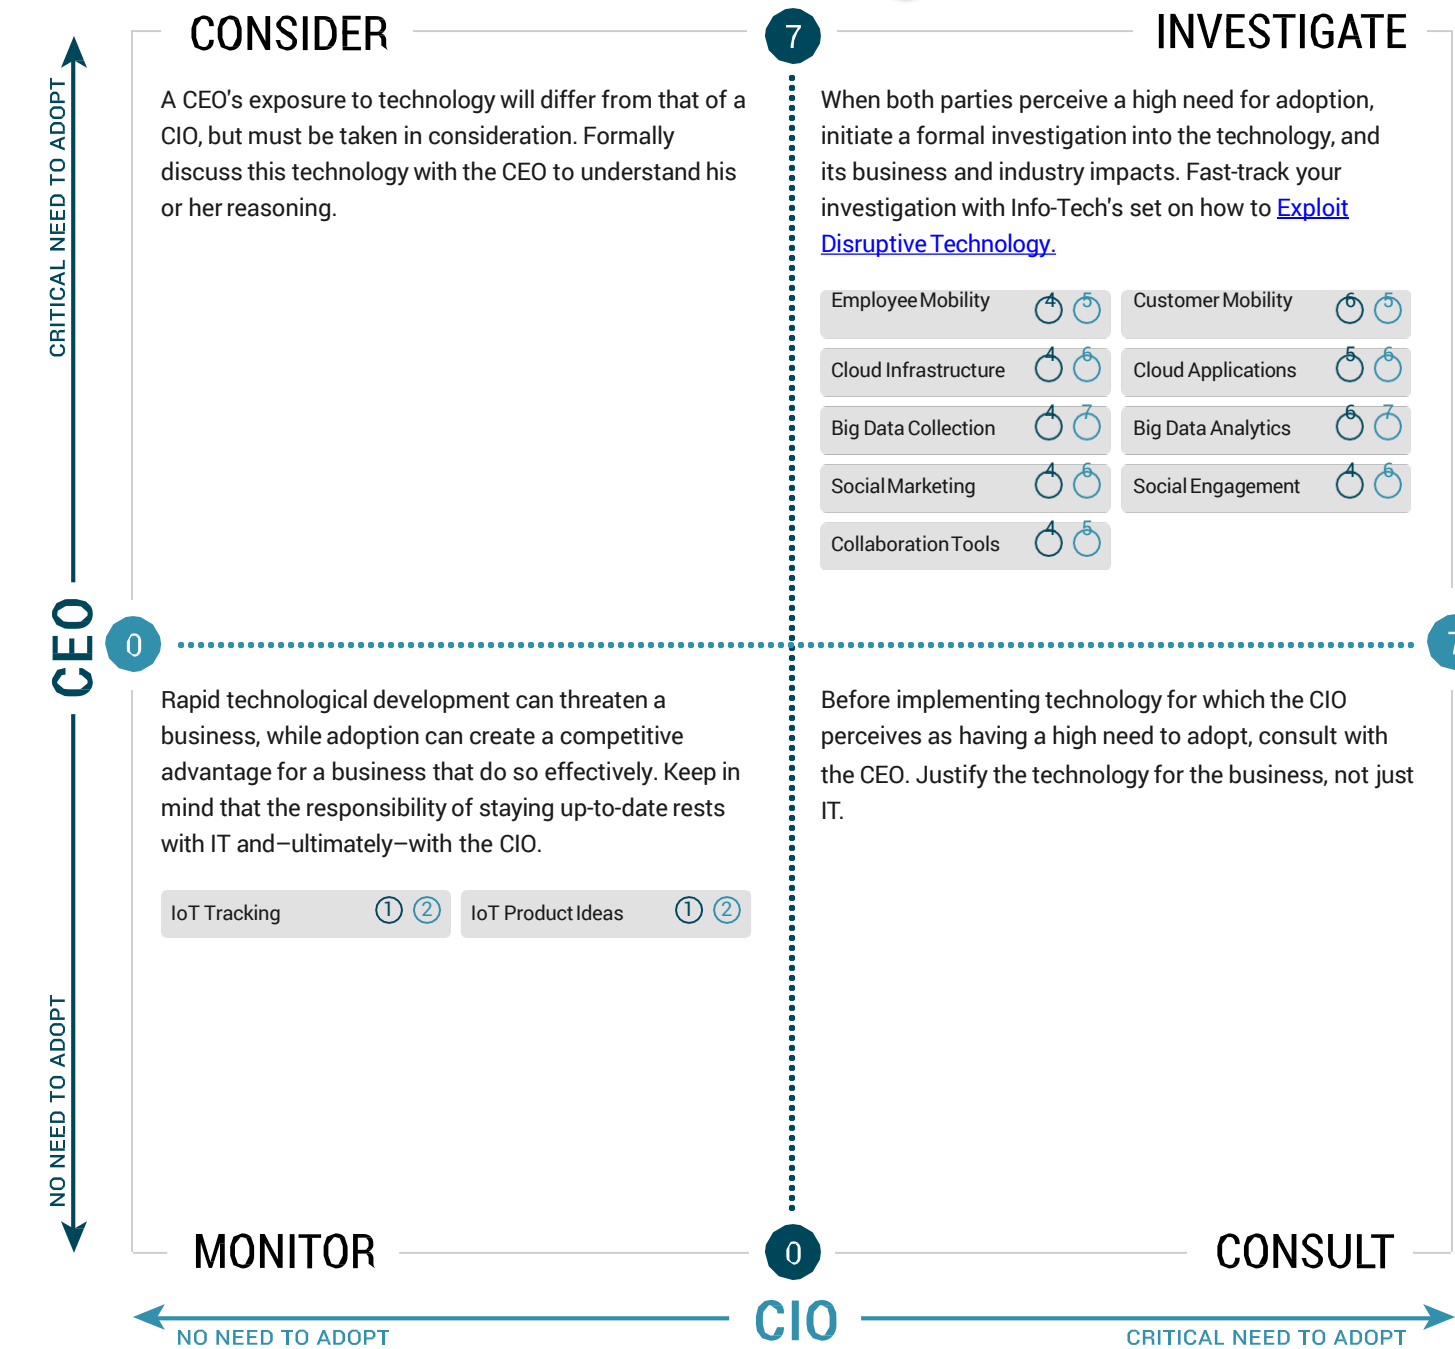 CONSIDER
7
INVESTIGATE
CRITICAL NEED TO ADOPT
A CEO's exposure to technology will differ from that of a
CIO, but must be taken in consideration. Formally
discuss this technology with the CEO to understand his
or her reasoning.
When both parties perceive a high need for adoption,
initiate a formal investigation into the technology, and
its business and industry impacts. Fast-track your
investigation with Info-Tech's set on how to Exploit
Disruptive Technology.
Employee Mobility 4 5
Customer Mobility 6 5
Cloud Infrastructure 4 6
Cloud Applications 5 6
Big Data Collection 4 7
Big Data Analytics 6 7
Social Marketing 4 6
Social Engagement 4 6
Collaboration Tools 4 5
CEO
0
7
Rapid technological development can threaten a
business, while adoption can create a competitive
advantage for a business that do so effectively. Keep in
mind that the responsibility of staying up-to-date rests
with IT and–ultimately–with the CIO.
Before implementing technology for which the CIO
perceives as having a high need to adopt, consult with
the CEO. Justify the technology for the business, not just
IT.
IoT Tracking 1 2
IoT Product Ideas 1 2
NO NEED TO ADOPT
MONITOR
0
CONSULT
NO NEED TO ADOPT
CIO
CRITICAL NEED TO ADOPT